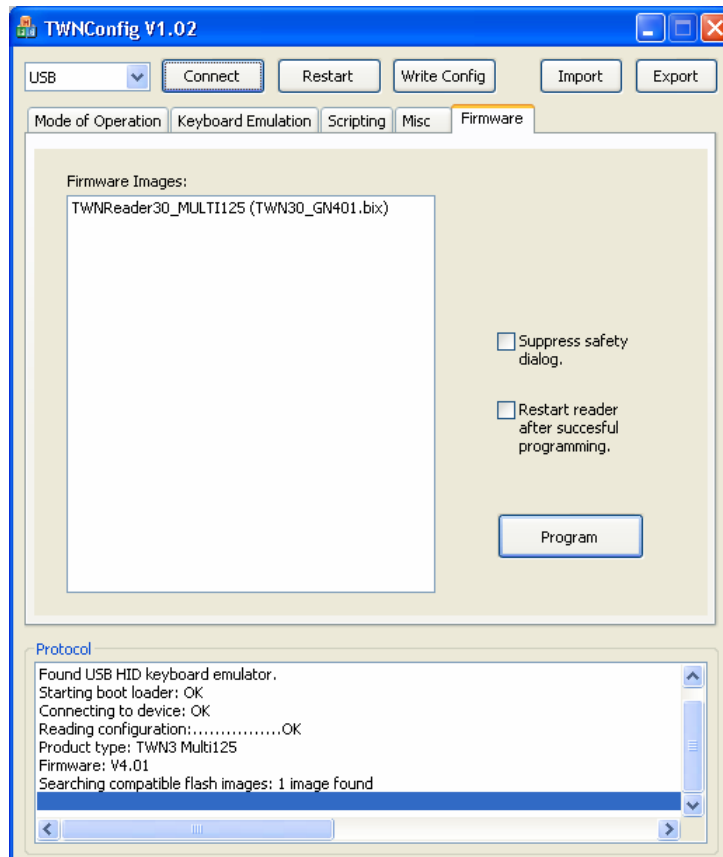 TWNConfig V1.02
USB
Connect
Restart
Write Config
Import
Export
Mode of Operation
Keyboard Emulation
Scripting
Misc
Firmware
Firmware Images:
TWNReader30_MULTI125 (TWN30_GN401.bix)
Suppress safety
dialog.
Restart reader
after succesful
programming.
Program
Protocol
Found USB HID keyboard emulator.
Starting boot loader: OK
Connecting to device: OK
Reading configuration:................OK
Product type: TWN3 Multi125
Firmware: V4.01
Searching compatible flash images: 1 image found